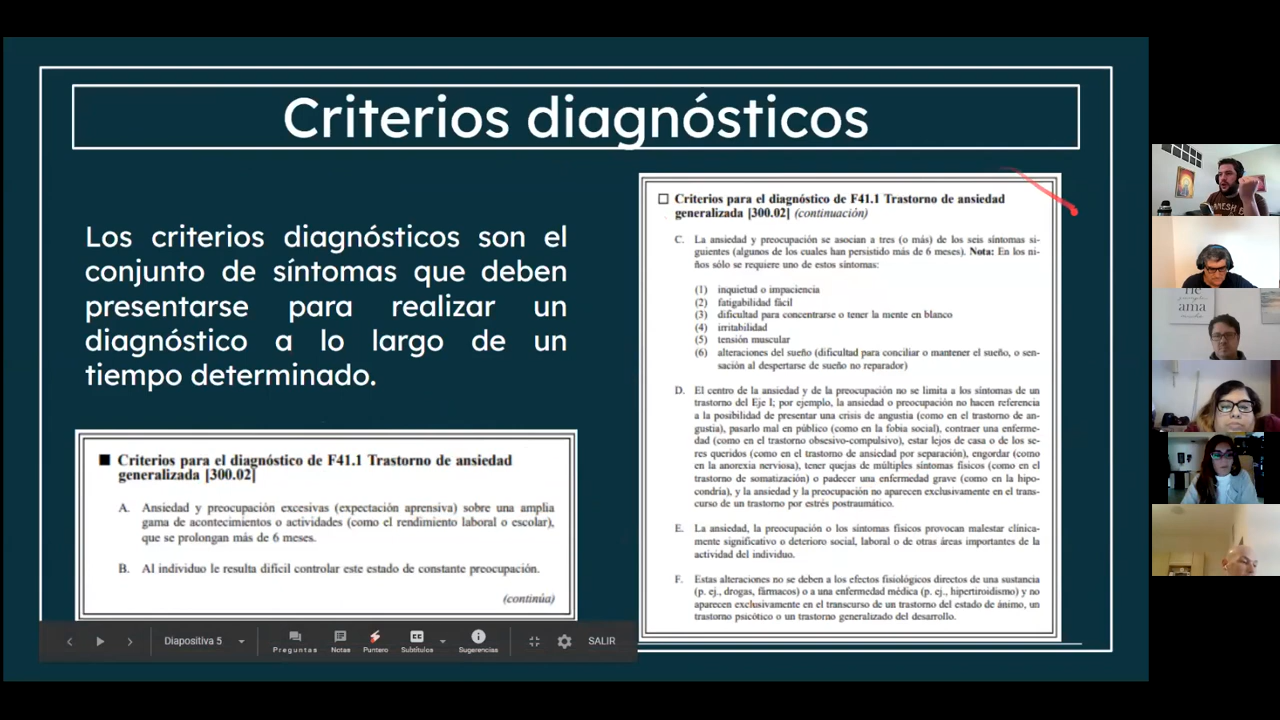 Criterios diagnósticos
Los criterios diagnósticos son el
conjunto de síntomas que deben
presentarse para realizar un
diagnóstico a lo largo de un
tiempo determinado.
■ Criterios para el diagnóstico de F41.1 Trastorno de ansiedad
generalizada [300.02]
A. Ansiedad y preocupación excesivas (expectación aprensiva) sobre una amplia
gama de acontecimientos o actividades (como el rendimiento laboral o escolar),
que se prolongan más de 6 meses.
B. Al individuo le resulta difícil controlar este estado de constante preocupación.
(continúa)
□ Criterios para el diagnóstico de F41.1 Trastorno de ansiedad
generalizada [300.02] (continuación)
C. La ansiedad y preocupación se asocian a tres (o más) de los seis síntomas si-
guientes (algunos de los cuales han persistido más de 6 meses). Nota: En los ni-
ños sólo se requiere uno de estos síntomas:
(1) inquietud o impaciencia
(2) fatigabilidad fácil
(3) dificultad para concentrarse o tener la mente en blanco
(4) irritabilidad
(5) tensión muscular
(6) alteraciones del sueño (dificultad para conciliar o mantener el sueño, o sen-
sación al despertarse de sueño no reparador)
D. El centro de la ansiedad y de la preocupación no se limita a los síntomas de un
trastorno del Eje I; por ejemplo, la ansiedad o preocupación no hacen referencia
a la posibilidad de presentar una crisis de angustia (como en el trastorno de an-
gustia), pasarlo mal en público (como en la fobia social), contraer una enferme-
dad (como en el trastorno obsesivo-compulsivo), estar lejos de casa o de los se-
res queridos (como en el trastorno de ansiedad por separación), engordar (como
en la anorexia nerviosa), tener quejas de múltiples síntomas físicos (como en el
trastorno de somatización) o padecer una enfermedad grave (como en la hipo-
condría), y la ansiedad y la preocupación no aparecen exclusivamente en el trans-
curso de un trastorno por estrés postraumático.
E. La ansiedad, la preocupación o los síntomas físicos provocan malestar clínica-
mente significativo o deterioro social, laboral o de otras áreas importantes de la
actividad del individuo.
F. Estas alteraciones no se deben a los efectos fisiológicos directos de una sustancia
(p. ej., drogas, fármacos) o a una enfermedad médica (p. ej., hipertiroidismo) y no
aparecen exclusivamente en el transcurso de un trastorno del estado de ánimo, un
trastorno psicótico o un trastorno generalizado del desarrollo.
Diapositiva 5
Preguntas Notas Puntero Subtítulos Sugerencias SALIR
ama